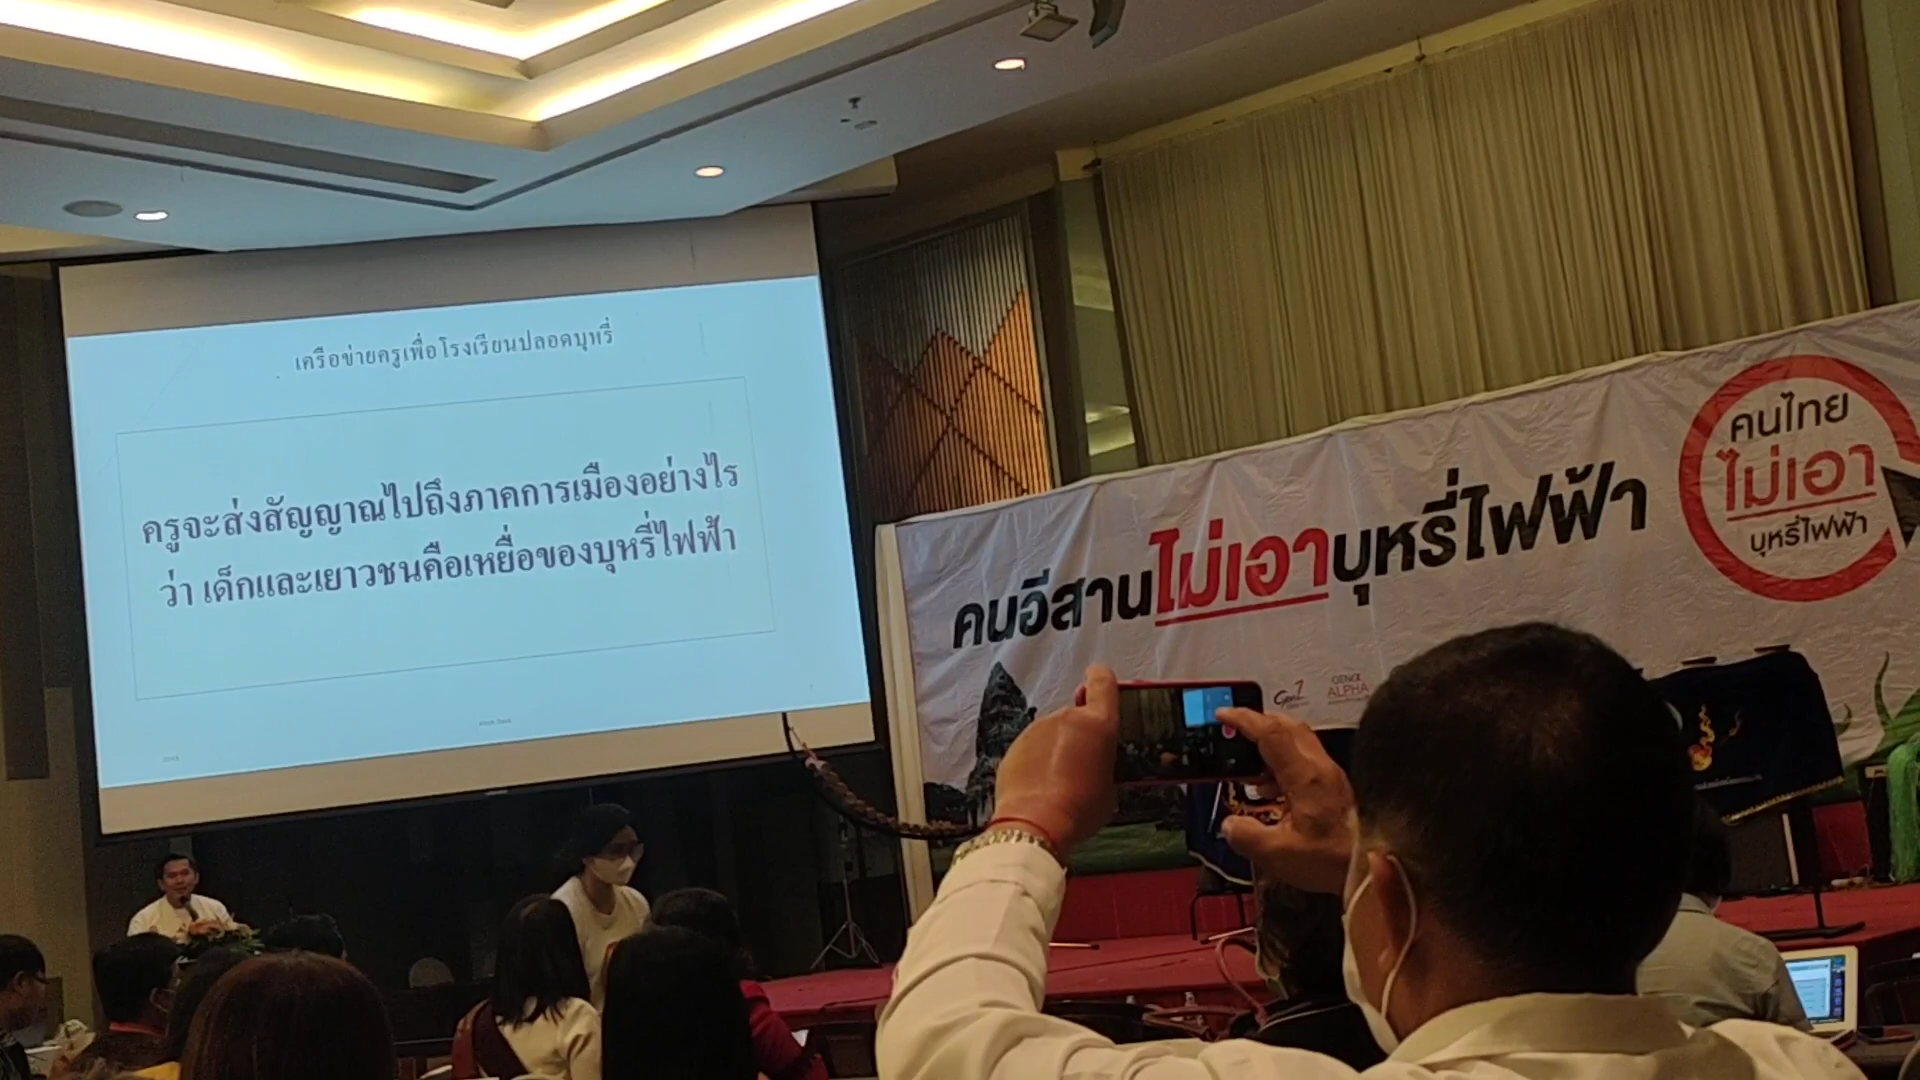 เครือข่ายครูเพื่อโรงเรียนปลอดบุหรี่
ครูจะส่งสัญญาณไปถึงภาคการเมืองอย่างไร
ว่า เด็กและเยาวชนคือเหยื่อของบุหรี่ไฟฟ้า
คนอีสานไม่เอาบุหรี่ไฟฟ้า
คนไทย
ไม่เอา
บุหรี่ไฟฟ้า
GenZ
ALPHA